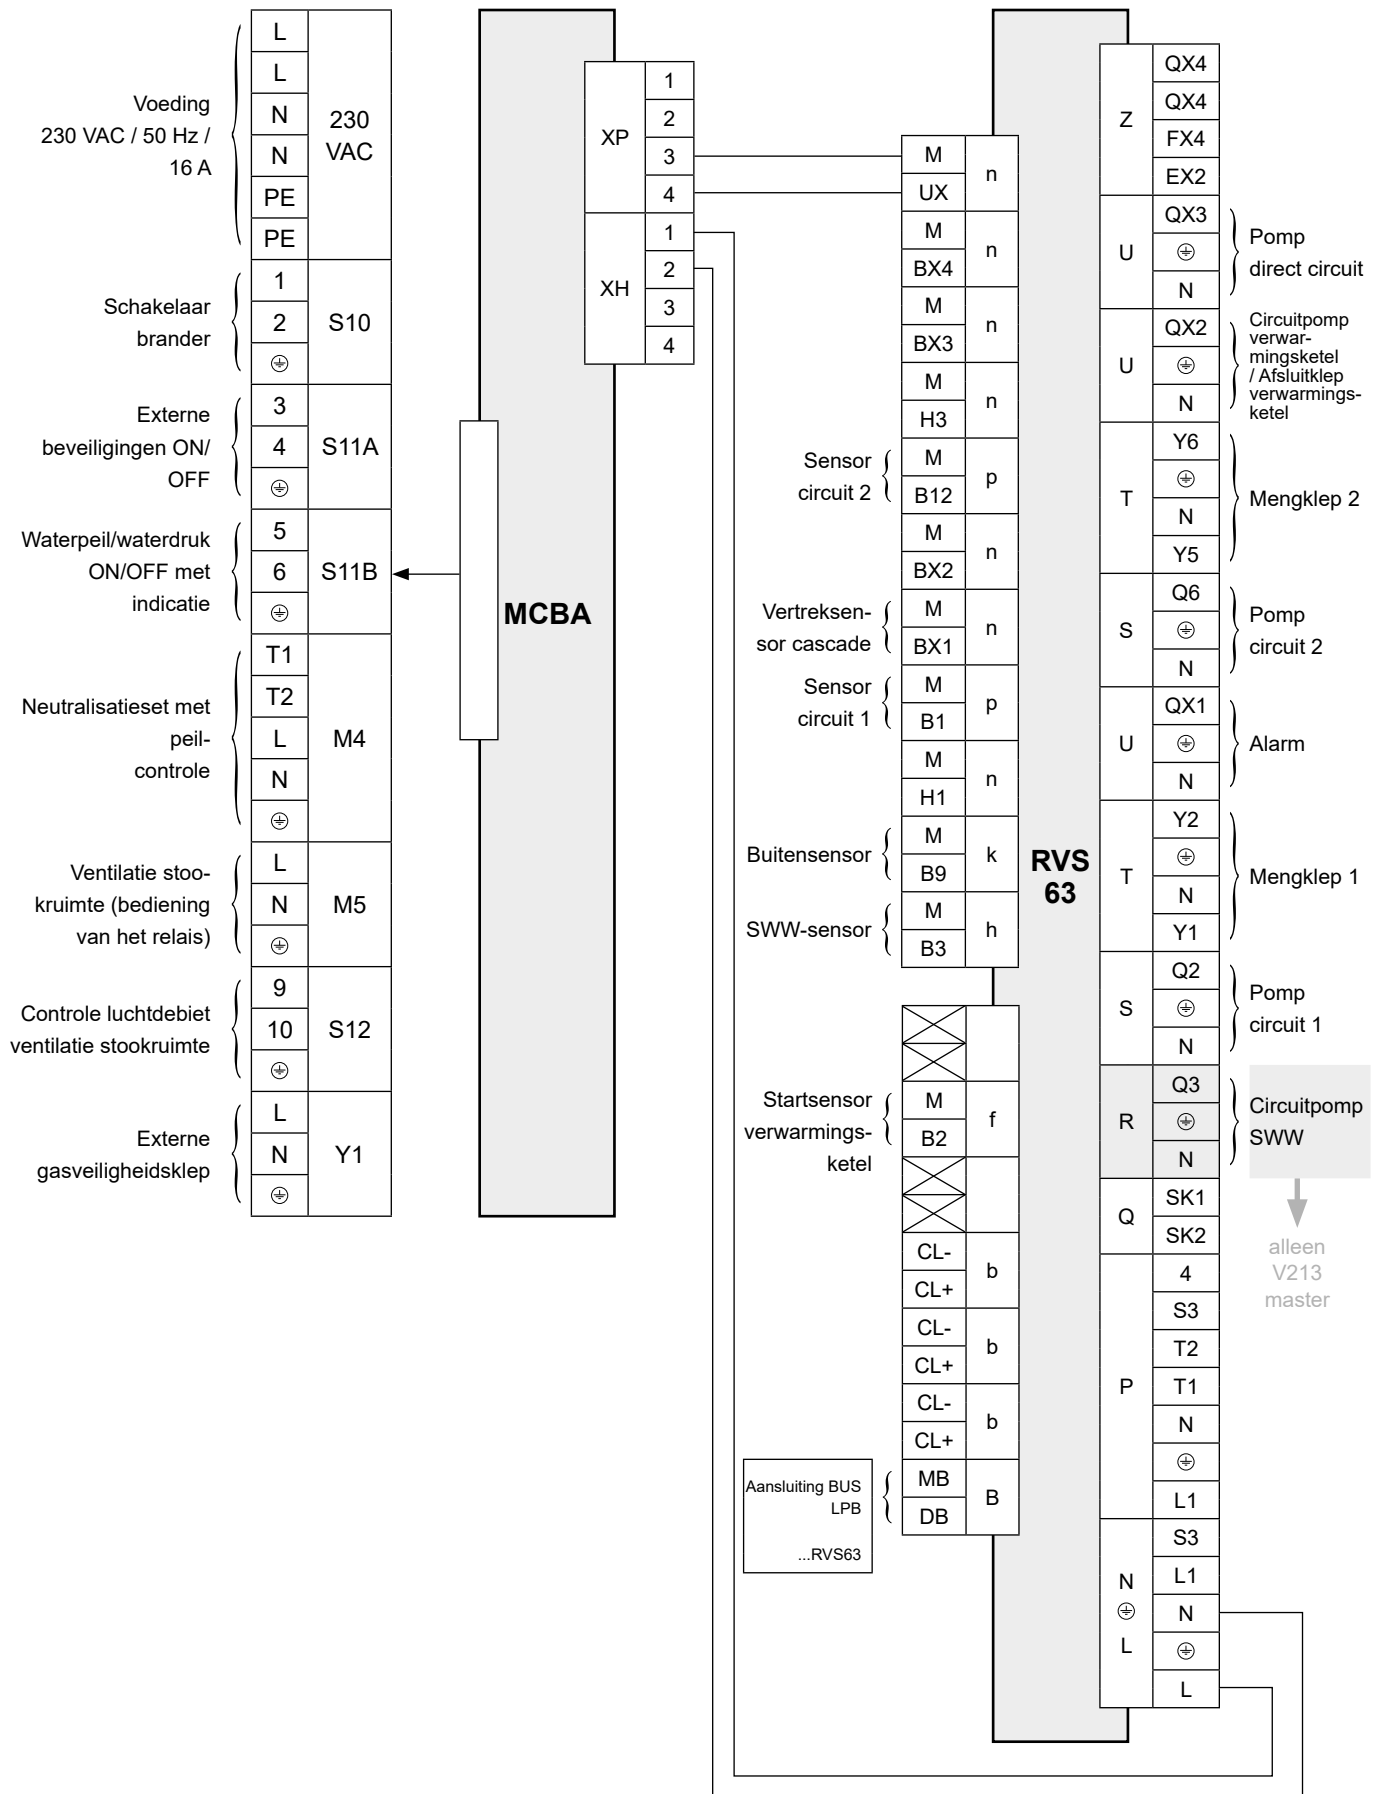 Voeding
230 VAC / 50 Hz /
16 A
L
L
N
N
PE
PE
230
VAC
Schakelaar
brander
1
2
⏚
S10
Externe
beveiligingen ON/
OFF
3
4
⏚
S11A
Waterpeil/waterdruk
ON/OFF met
indicatie
5
6
⏚
S11B
Neutralisatieset met
peil-
controle
T1
T2
L
N
⏚
M4
Ventilatie stoo-
kruimte (bediening
van het relais)
L
N
⏚
M5
Controle luchtdebiet
ventilatie stookruimte
9
10
⏚
S12
Externe
gasveiligheidsklep
L
N
⏚
Y1
MCBA
XP
1
2
3
4
XH
1
2
3
4
M
UX
n
M
BX4
n
M
BX3
n
M
H3
n
Sensor
circuit 2
M
B12
p
M
BX2
n
Vertreksen-
sor cascade
M
BX1
n
Sensor
circuit 1
M
B1
p
M
H1
n
Buitensensor
M
B9
k
SWW-sensor
M
B3
h
Startsensor
verwarmings-
ketel
M
B2
f
CL-
CL+
b
CL-
CL+
b
CL-
CL+
b
Aansluiting BUS
LPB
...RVS63
MB
DB
B
RVS
63
Z
QX4
QX4
FX4
EX2
U
QX3
⏚
N
Pomp
direct circuit
U
QX2
⏚
N
Circuitpomp
verwar-
mingsketel
/ Afsluitklep
verwarmings-
ketel
T
Y6
⏚
N
Y5
Mengklep 2
S
Q6
⏚
N
Pomp
circuit 2
U
QX1
⏚
N
Alarm
T
Y2
⏚
N
Y1
Mengklep 1
S
Q2
⏚
N
Pomp
circuit 1
R
Q3
⏚
N
Circuitpomp
SWW
alleen
V213
master
Q
SK1
SK2
P
4
S3
T2
T1
N
⏚
L1
N
⏚
L
S3
L1
N
⏚
L